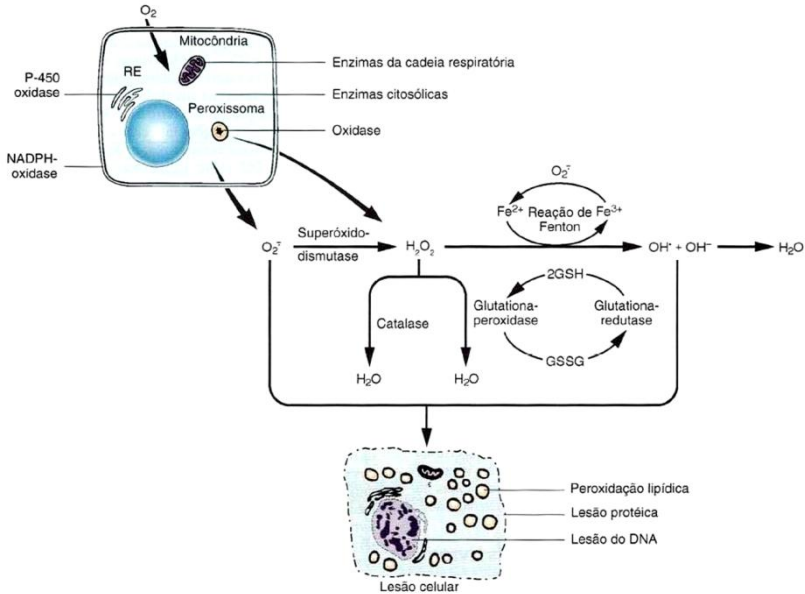 O₂
Mitocôndria
RE
P-450
oxidase
Peroxissoma
NADPH-
oxidase
Enzimas da cadeia respiratória
Enzimas citosólicas
Oxidase
O₂⁻
Fe²⁺ Reação de Fe³⁺
Fenton
O₂⁻
Superóxido-
dismutase
H₂O₂
OH• + OH⁻
H₂O
2GSH
Glutationa-
peroxidase
Glutationa-
redutase
GSSG
Catalase
H₂O
H₂O
Peroxidação lipídica
Lesão protéica
Lesão do DNA
Lesão celular